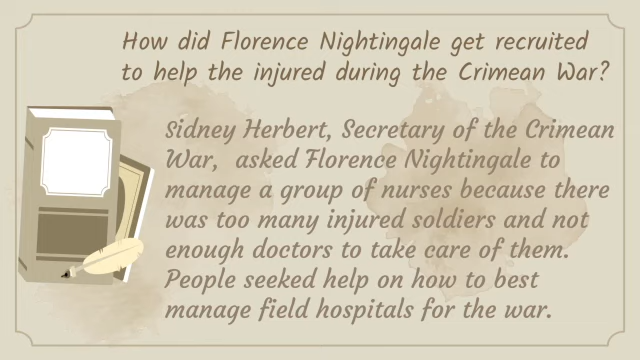 How did Florence Nightingale get recruited
to help the injured during the Crimean War?
Sidney Herbert, Secretary of the Crimean
War, asked Florence Nightingale to
manage a group of nurses because there
was too many injured soldiers and not
enough doctors to take care of them.
People seeked help on how to best
manage field hospitals for the war.